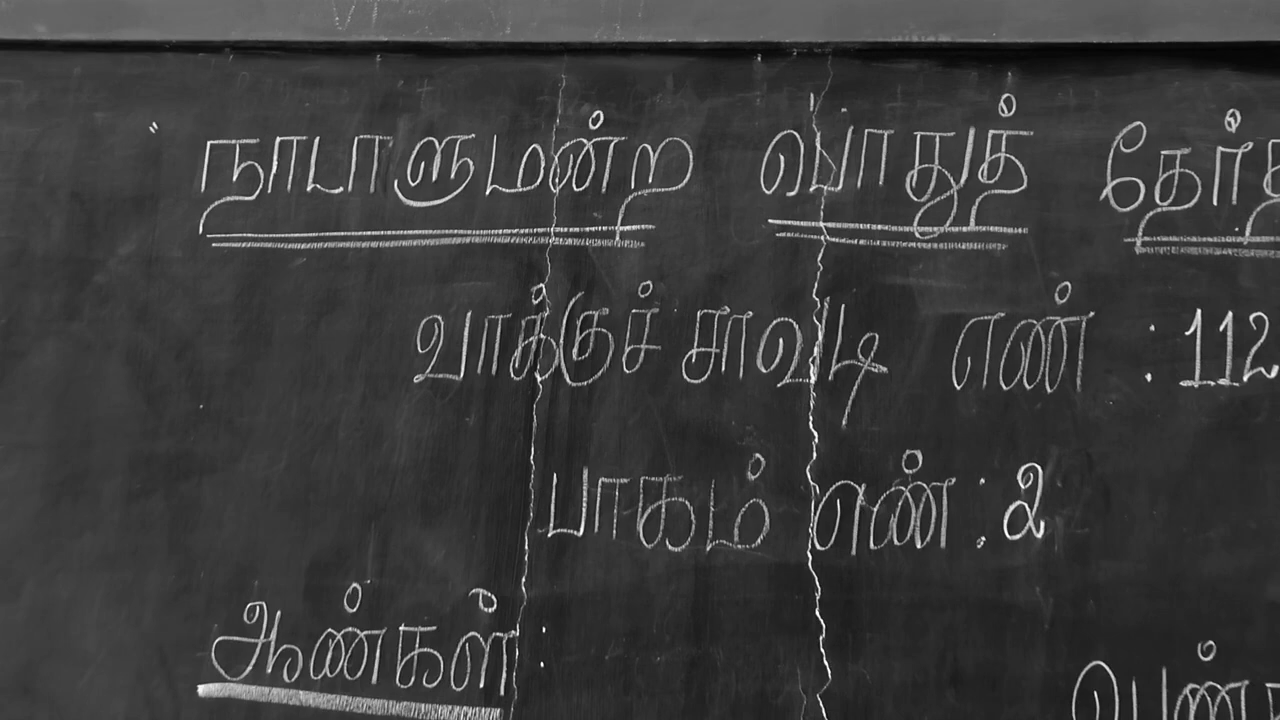 நாடாளுமன்ற பொதுத்
வாக்குச் சாவடி எண் : 112
பாகம் எண் : 2
ஆண்கள் :